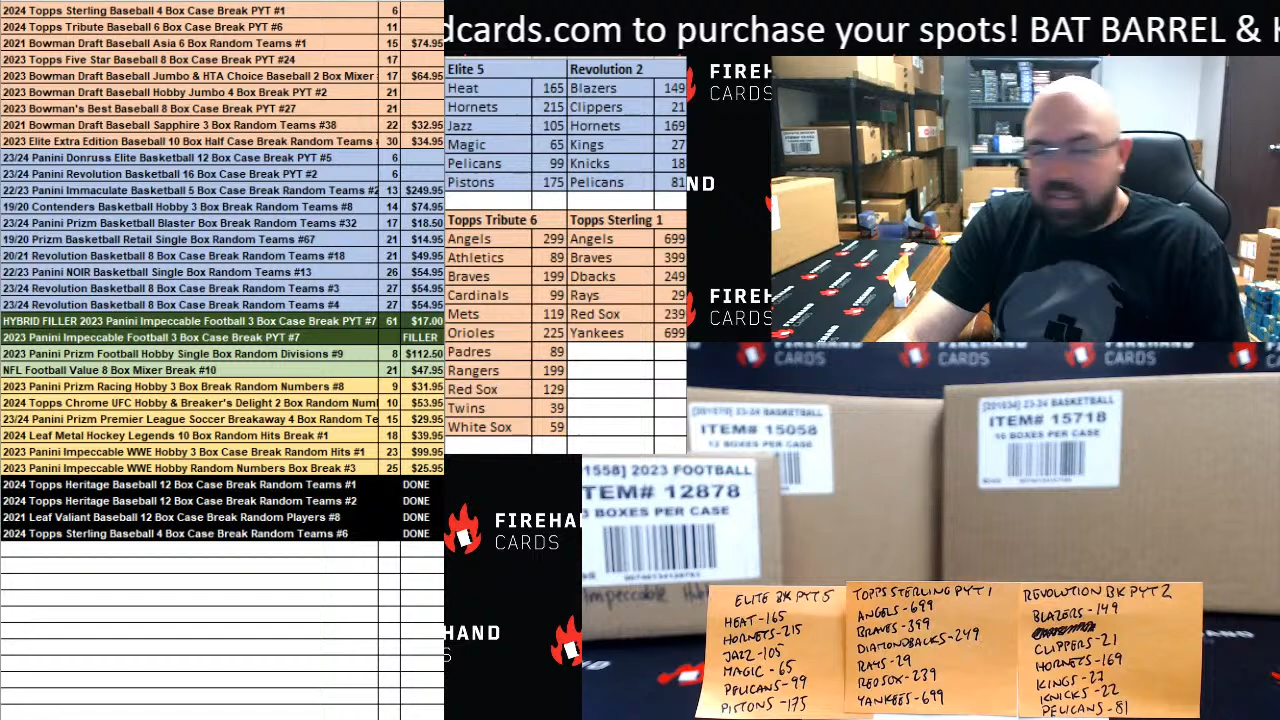 2024 Topps Sterling Baseball 4 Box Case Break PYT #1 6
2024 Topps Tribute Baseball 6 Box Case Break PYT #6 11
2021 Bowman Draft Baseball Asia 6 Box Random Teams #1 15 $74.95
2023 Topps Five Star Baseball 8 Box Case Break PYT #24 17
2023 Bowman Draft Baseball Jumbo & HTA Choice Baseball 2 Box Mixer 17 $64.95
2023 Bowman Draft Baseball Hobby Jumbo 4 Box Case Break PYT #2 21
2023 Bowman's Best Baseball 8 Box Case Break PYT #27 21
2021 Bowman Draft Baseball Sapphire 3 Box Random Teams #38 22 $32.95
2023 Elite Extra Edition Baseball 10 Box Half Case Break Random Teams 30 $34.95
23/24 Panini Donruss Elite Basketball 12 Box Case Break PYT #5 6
23/24 Panini Revolution Basketball 16 Box Case Break PYT #2 6
22/23 Panini Immaculate Basketball 5 Box Case Break Random Teams #2 13 $249.95
19/20 Contenders Basketball Hobby 3 Box Random Teams #8 14 $74.95
23/24 Panini Prizm Basketball Blaster Box Break Random Teams #32 17 $18.50
19/20 Prizm Basketball Retail Single Box Random Teams #67 21 $14.95
20/21 Revolution Basketball 8 Box Case Break Random Teams #18 21 $49.95
22/23 Panini NOIR Basketball Single Box Random Teams #13 26 $54.95
23/24 Revolution Basketball 8 Box Case Break Random Teams #3 27 $54.95
23/24 Revolution Basketball 8 Box Case Break Random Teams #4 27 $54.95
HYBRID FILLER 2023 Panini Impeccable Football 3 Box Case Break PYT #7 61 $17.00
2023 Panini Impeccable Football 3 Box Case Break PYT #7 FILLER
2023 Panini Prizm Football Hobby Single Box Random Divisions #9 8 $112.50
NFL Football Value 8 Box Mixer Break #10 21 $47.95
2023 Panini Prizm Racing Hobby 3 Box Break Random Numbers #8 9 $31.95
2024 Topps Chrome UFC Hobby & Breaker's Delight 2 Box Random Numl 10 $53.95
23/24 Panini Prizm Premier League Soccer Breakaway 4 Box Random Te 15 $29.95
2024 Leaf Metal Hockey Legends 10 Box Random Hits Break #1 18 $39.95
2023 Panini Impeccable WWE Hobby 3 Box Case Break Random Hits #1 23 $99.95
2023 Panini Impeccable WWE Hobby Random Numbers Box Break #3 25 $25.95
2024 Topps Heritage Baseball 12 Box Case Break Random Teams #1 DONE
2024 Topps Heritage Baseball 12 Box Case Break Random Teams #2 DONE
2021 Leaf Valiant Baseball 12 Box Case Break Random Players #8 DONE
2024 Topps Sterling Baseball 4 Box Case Break Random Teams #6 DONE
dcards.com to purchase your spots! BAT BARREL &
Elite 5 Revolution 2
Heat 165 Blazers 149
Hornets 215 Clippers 21
Jazz 105 Hornets 169
Magic 65 Kings 27
Pelicans 99 Knicks 18
Pistons 175 Pelicans 81
Topps Tribute 6 Topps Sterling 1
Angels 299 Angels 699
Athletics 89 Braves 399
Braves 199 Dbacks 249
Cardinals 99 Rays 29
Mets 119 Red Sox 239
Orioles 225 Yankees 699
Padres 89
Rangers 199
Red Sox 129
Twins 39
White Sox 59
FIREH
CARDS
ND
FIREH
CARDS
FIREHAND
CARDS
FIREHAN
CARDS
HAND
S
23-24 BASKETBALL
ITEM# 15058
12 BOXES PER CASE
23-24 BASKETBALL
ITEM# 15718
16 BOXES PER CASE
1558] 2023 FOOTBALL
TEM# 12878
3 BOXES PER CASE
Impeccable
ELITE BK PYT 5
HEAT-165
HORNETS-215
JAZZ-105
MAGIC-65
PELICANS-99
PISTONS-175
TOPPS STERLING PYT 1
ANGELS-699
BRAVES-399
DIAMONDBACKS-249
RAYS-29
RED SOX-239
YANKEES-699
REVOLUTION BK PYT 2
BLAZERS-149
CLIPPERS-21
HORNETS-169
KINGS-27
KNICKS-22
PELICANS-81